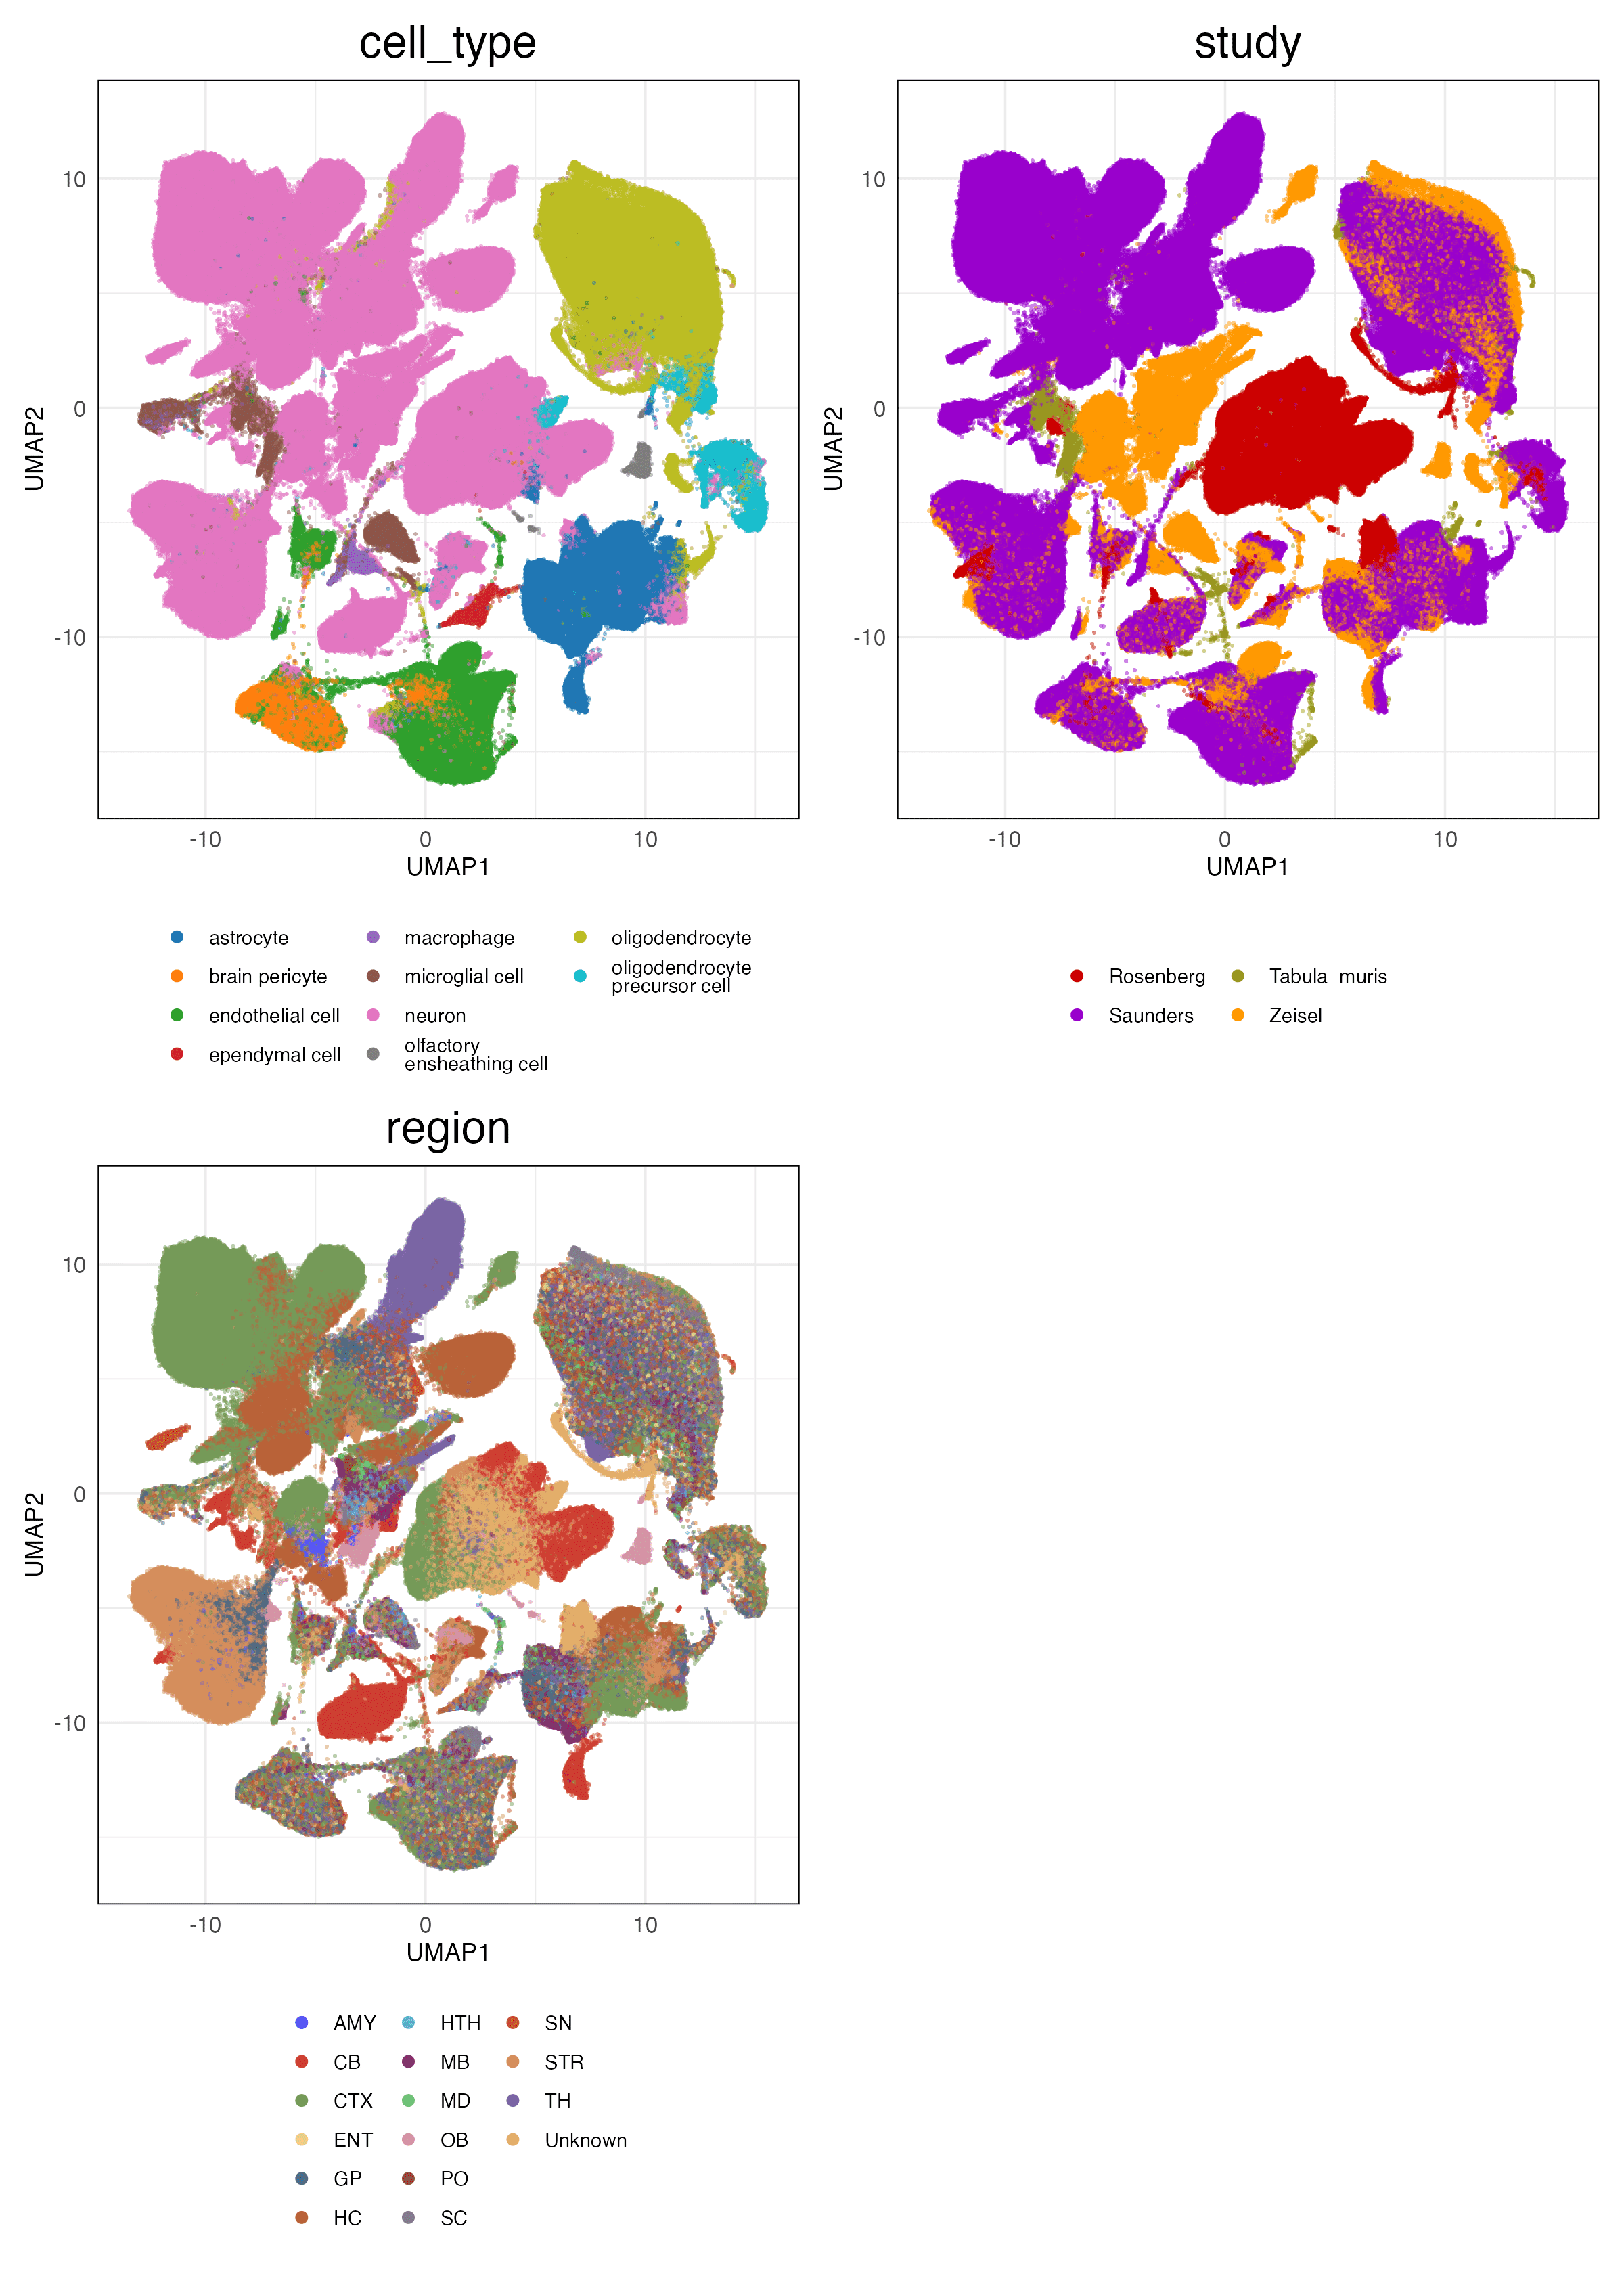 cell_type
study
10
0
-10
UMAP2
-10
0
10
UMAP1
10
0
-10
UMAP2
-10
0
10
UMAP1
astrocyte
brain pericyte
endothelial cell
ependymal cell
macrophage
microglial cell
neuron
olfactory
ensheathing cell
oligodendrocyte
oligodendrocyte
precursor cell
Rosenberg
Saunders
Tabula_muris
Zeisel
region
10
0
-10
UMAP2
-10
0
10
UMAP1
AMY
CB
CTX
ENT
GP
HC
HTH
MB
MD
OB
PO
SC
SN
STR
TH
Unknown